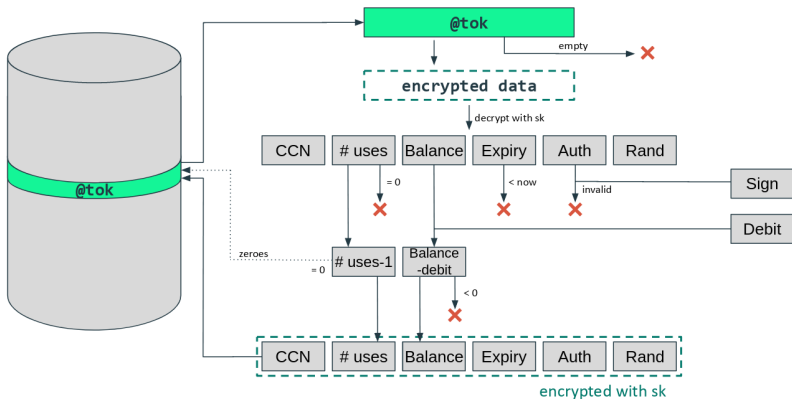 @tok
empty
encrypted data
decrypt with sk
CCN # uses Balance Expiry Auth Rand
= 0 < now invalid Sign
@tok
Debit
zeroes
= 0
# uses-1
Balance
-debit
< 0
CCN # uses Balance Expiry Auth Rand
encrypted with sk